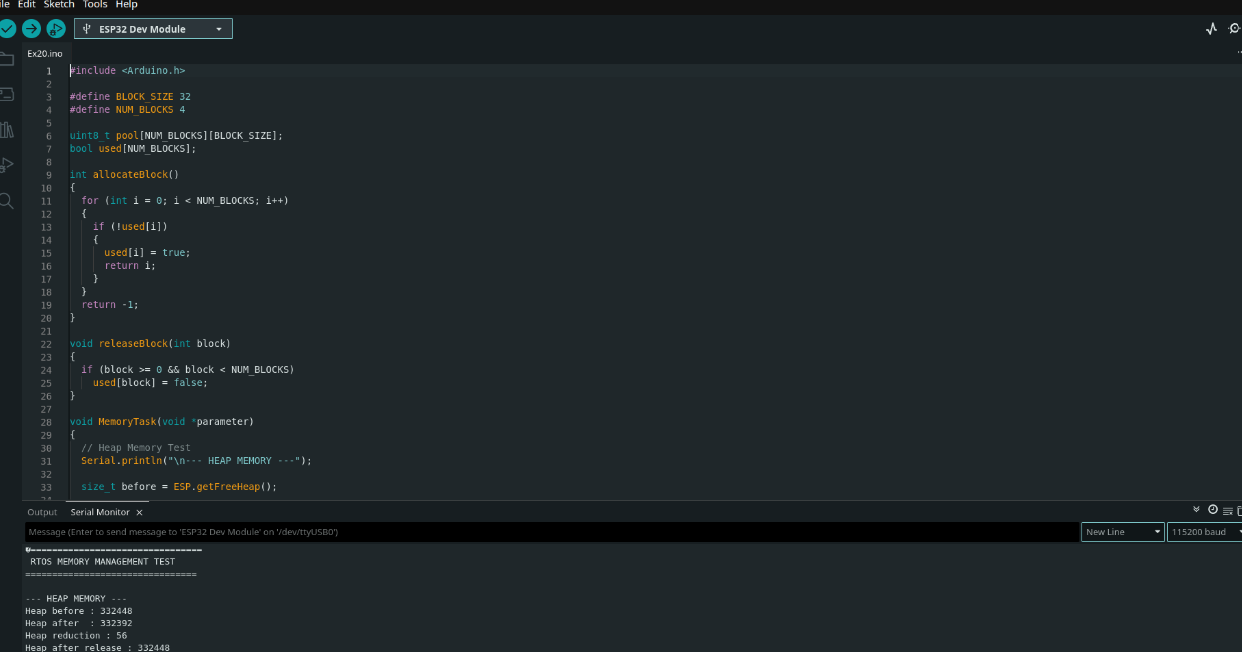 ile Edit Sketch Tools Help
ESP32 Dev Module
Ex20.ino
1 #include <Arduino.h>
2
3 #define BLOCK_SIZE 32
4 #define NUM_BLOCKS 4
5
6 uint8_t pool[NUM_BLOCKS][BLOCK_SIZE];
7 bool used[NUM_BLOCKS];
8
9 int allocateBlock()
10 {
11   for (int i = 0; i < NUM_BLOCKS; i++)
12   {
13     if (!used[i])
14     {
15       used[i] = true;
16       return i;
17     }
18   }
19   return -1;
20 }
21
22 void releaseBlock(int block)
23 {
24   if (block >= 0 && block < NUM_BLOCKS)
25     used[block] = false;
26 }
27
28 void MemoryTask(void *parameter)
29 {
30   // Heap Memory Test
31   Serial.println("\n--- HEAP MEMORY ---");
32
33   size_t before = ESP.getFreeHeap();
Output Serial Monitor
Message (Enter to send message to 'ESP32 Dev Module' on '/dev/ttyUSB0') New Line 115200 baud
================================
RTOS MEMORY MANAGEMENT TEST
================================
--- HEAP MEMORY ---
Heap before : 332448
Heap after  : 332392
Heap reduction : 56
Heap after release : 332448